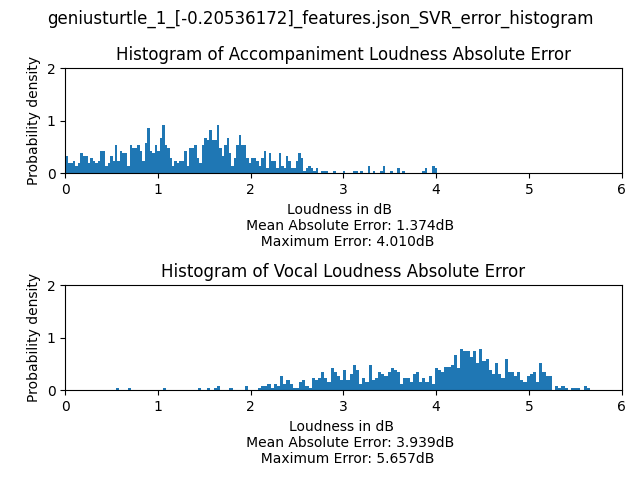 geniusturtle_1_[-0.20536172]_features.json_SVR_error_histogram
Histogram of Accompaniment Loudness Absolute Error
Probability density
2
1
0
0 1 2 3 4 5 6
Loudness in dB
Mean Absolute Error: 1.374dB
Maximum Error: 4.010dB
Histogram of Vocal Loudness Absolute Error
Probability density
2
1
0
0 1 2 3 4 5 6
Loudness in dB
Mean Absolute Error: 3.939dB
Maximum Error: 5.657dB